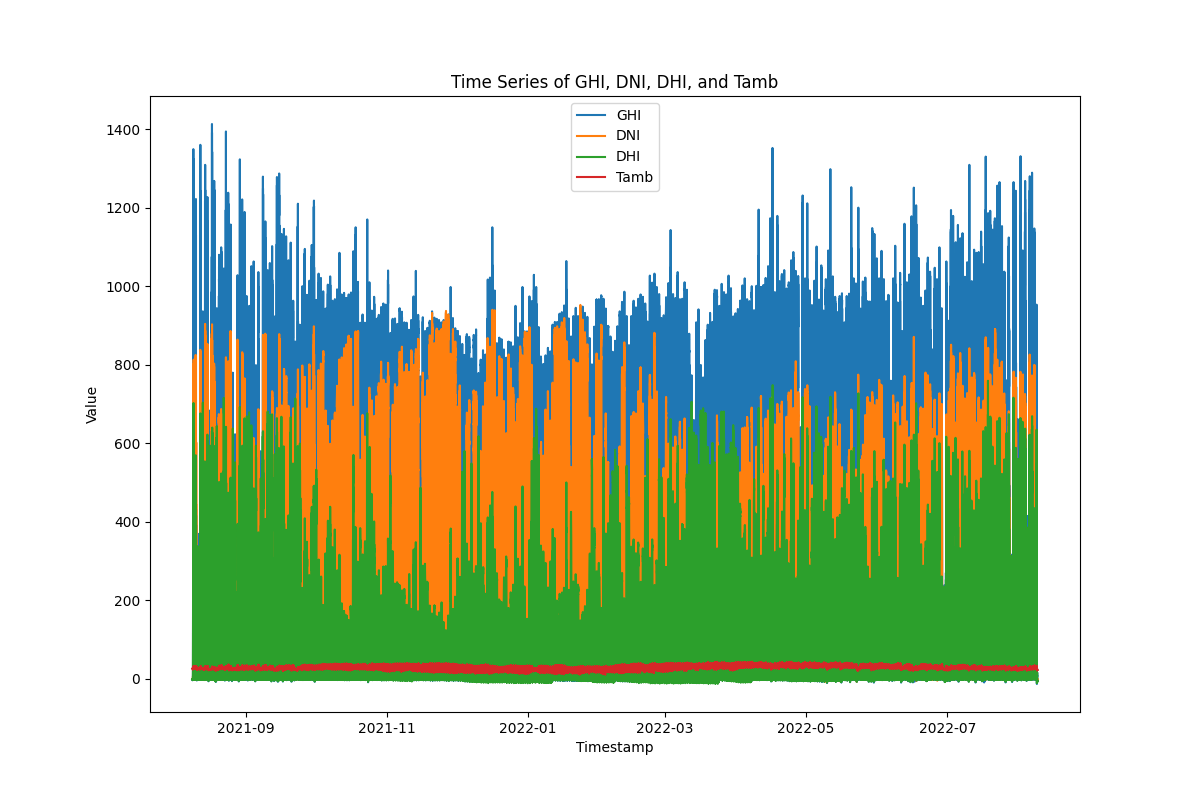 Time Series of GHI, DNI, DHI, and Tamb
GHI
DNI
DHI
Tamb
1400
1200
1000
800
600
400
200
0
Value
2021-09 2021-11 2022-01 2022-03 2022-05 2022-07
Timestamp